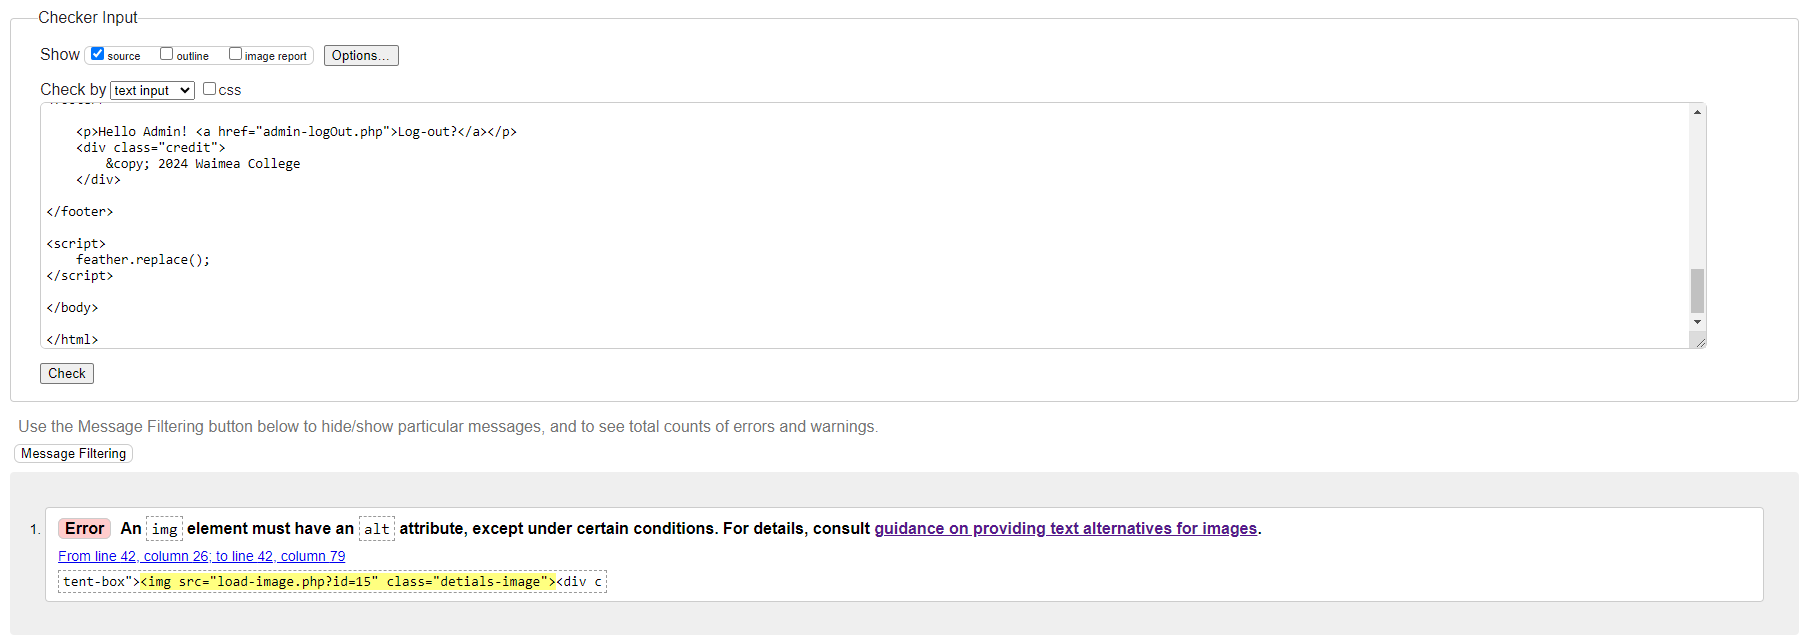 Checker Input
Show source outline image report Options...
Check by text input css
<p>Hello Admin! <a href="admin-logOut.php">Log-out?</a></p>
<div class="credit">
&copy; 2024 Waimea College
</div>
</footer>
<script>
feather.replace();
</script>
</body>
</html>
Check
Use the Message Filtering button below to hide/show particular messages, and to see total counts of errors and warnings.
Message Filtering
1. Error An img element must have an alt attribute, except under certain conditions. For details, consult guidance on providing text alternatives for images.
From line 42, column 26; to line 42, column 79
tent-box"><img src="load-image.php?id=15" class="detials-image"><div c